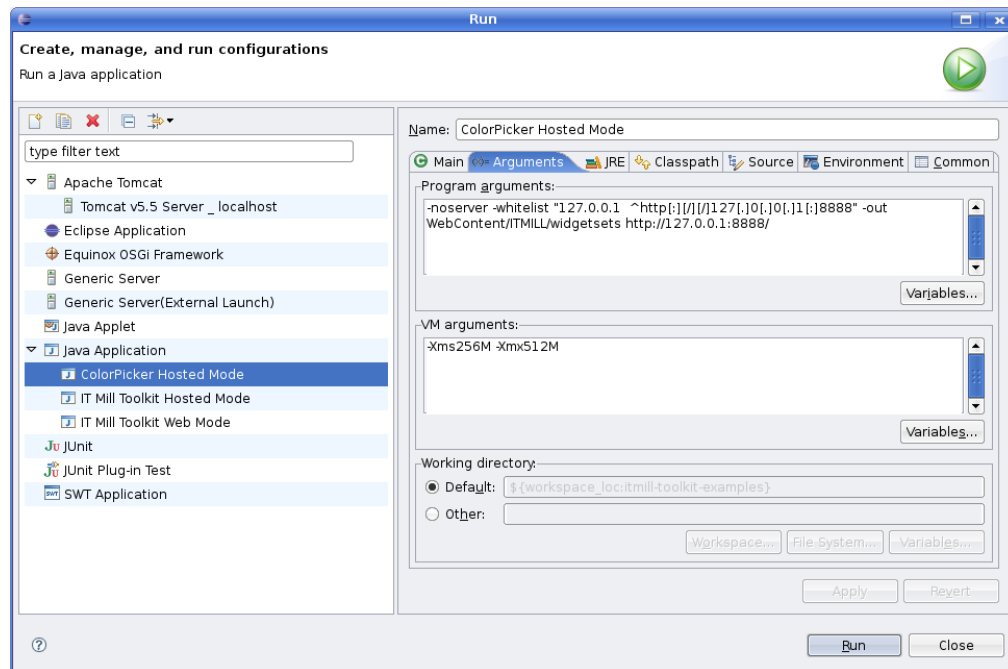 Run
Create, manage, and run configurations
Run a Java application
type filter text
Apache Tomcat
Tomcat v5.5 Server _ localhost
Eclipse Application
Equinox OSGi Framework
Generic Server
Generic Server(External Launch)
Java Applet
Java Application
ColorPicker Hosted Mode
IT Mill Toolkit Hosted Mode
IT Mill Toolkit Web Mode
JUnit
JUnit Plug-in Test
SWT Application
Name: ColorPicker Hosted Mode
Main Arguments JRE Classpath Source Environment Common
Program arguments:
-noserver -whitelist "127.0.0.1 ^http[:][/][/]127[.]0[.]0[.]1[:]8888" -out
WebContent/ITMILL/widgetsets http://127.0.0.1:8888/
Variables...
VM arguments:
-Xms256M -Xmx512M
Variables...
Working directory:
Default: ${workspace_loc:itmill-toolkit-examples}
Other:
Workspace... File System... Variables...
Apply Revert
Run Close